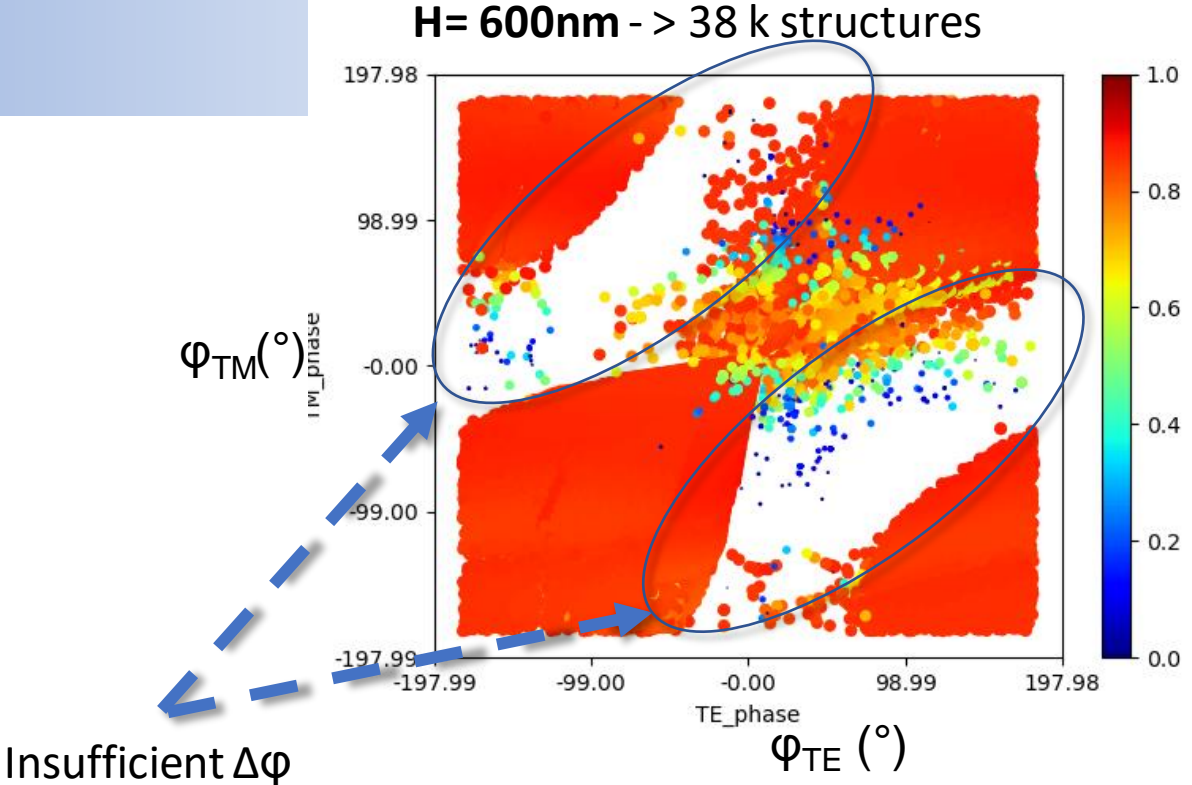 H= 600nm - > 38 k structures
197.98
98.99
-0.00
-99.00
-197.99
φTM(°)
TM_phase
-197.99
-99.00
-0.00
98.99
197.98
TE_phase
φTE (°)
1.0
0.8
0.6
0.4
0.2
0.0
Insufficient Δφ